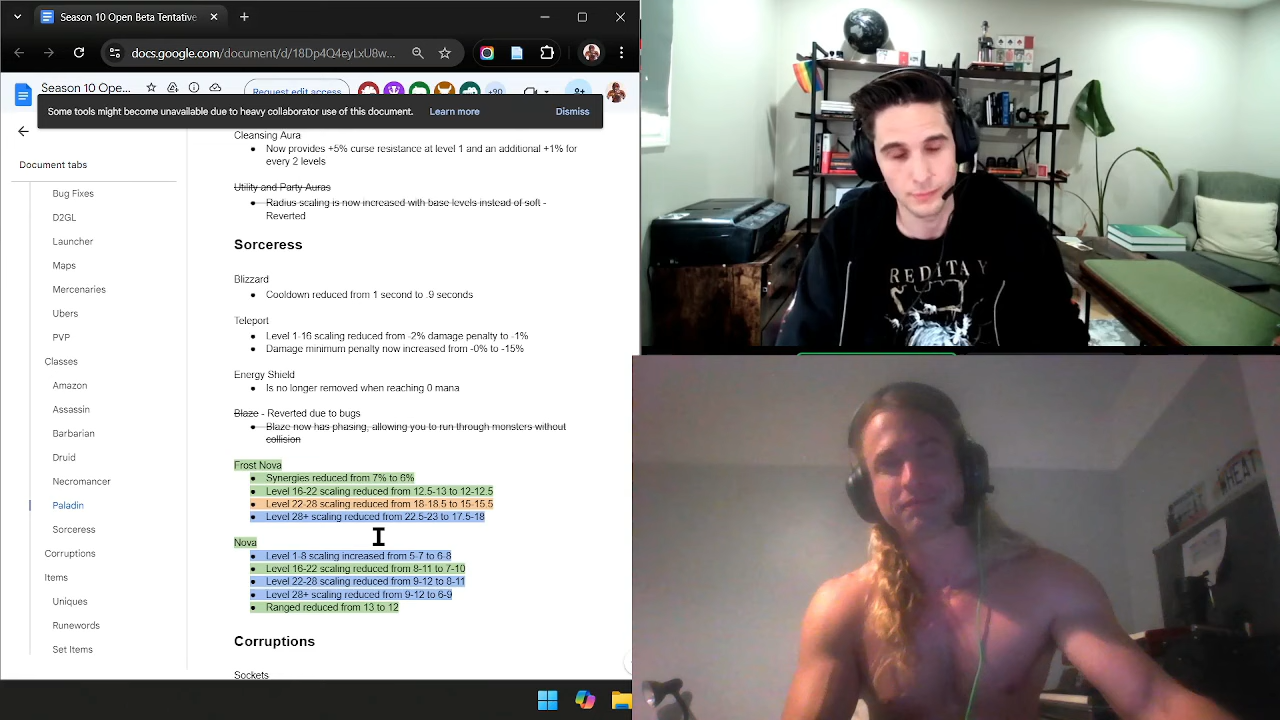 Season 10 Open Beta Tentative
docs.google.com/document/d/18Dp4Q4eyLxU8w...
Season 10 Ope...
Request edit access
+90
Some tools might become unavailable due to heavy collaborator use of this document.
Learn more
Dismiss
Document tabs
Bug Fixes
D2GL
Launcher
Maps
Mercenaries
Ubers
PVP
Classes
Amazon
Assassin
Barbarian
Druid
Necromancer
Paladin
Sorceress
Corruptions
Items
Uniques
Runewords
Set Items
Cleansing Aura
Now provides +5% curse resistance at level 1 and an additional +1% for
every 2 levels
Utility and Party Auras
Radius scaling is now increased with base levels instead of soft -
Reverted
Sorceress
Blizzard
Cooldown reduced from 1 second to .9 seconds
Teleport
Level 1-16 scaling reduced from -2% damage penalty to -1%
Damage minimum penalty now increased from -0% to -15%
Energy Shield
Is no longer removed when reaching 0 mana
Blaze - Reverted due to bugs
Blaze now has phasing, allowing you to run through monsters without
collision
Frost Nova
Synergies reduced from 7% to 6%
Level 16-22 scaling reduced from 12.5-13 to 12-12.5
Level 22-28 scaling reduced from 18-18.5 to 15-15.5
Level 28+ scaling reduced from 22.5-23 to 17.5-18
Nova
Level 1-8 scaling increased from 5-7 to 6-8
Level 16-22 scaling reduced from 8-11 to 7-10
Level 22-28 scaling reduced from 9-12 to 8-11
Level 28+ scaling reduced from 9-12 to 6-9
Ranged reduced from 13 to 12
Corruptions
Sockets
REDITARY